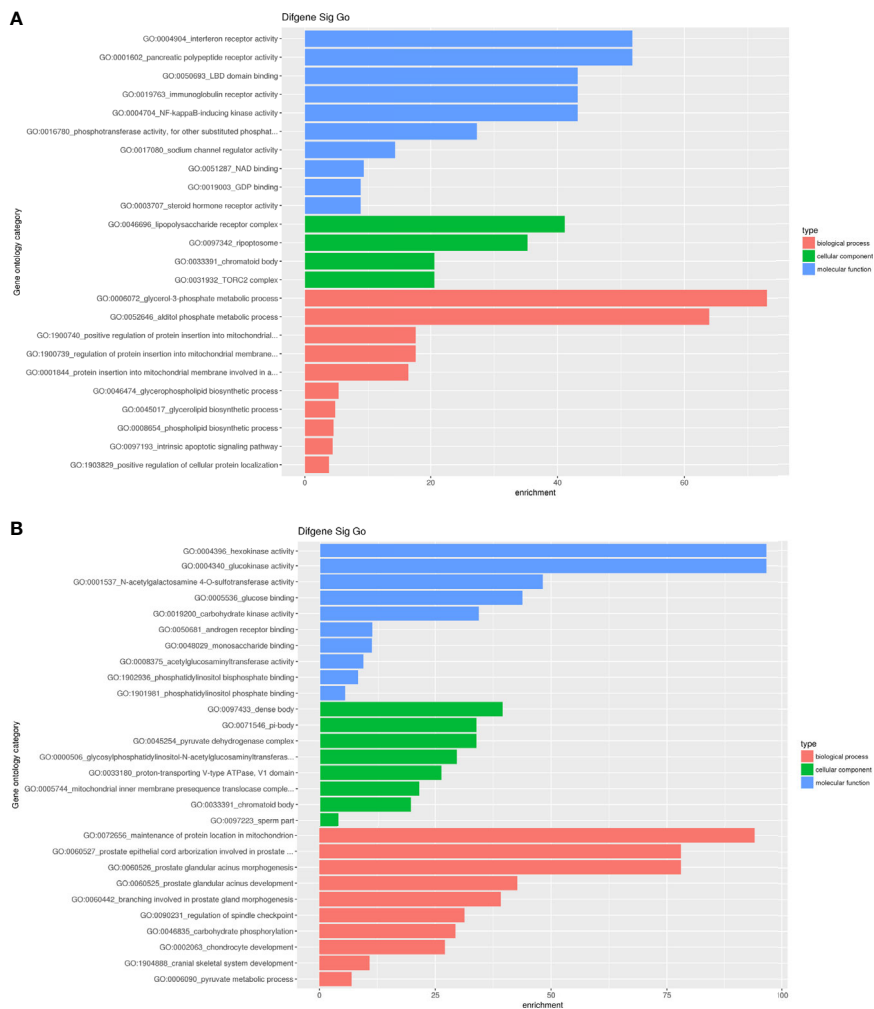 A
Difgene Sig Go
GO:0004904_interferon receptor activity
GO:0001602_pancreatic polypeptide receptor activity
GO:0050693_LBD domain binding
GO:0019763_immunoglobulin receptor activity
GO:0004704_NF-kappaB-inducing kinase activity
GO:0016780_phosphotransferase activity, for other substituted phosphat...
GO:0017080_sodium channel regulator activity
GO:0051287_NAD binding
GO:0019003_GDP binding
GO:0003707_steroid hormone receptor activity
GO:0046696_lipopolysaccharide receptor complex
GO:0097342_ripoptosome
GO:0033391_chromatoid body
GO:0031932_TORC2 complex
GO:0006072_glycerol-3-phosphate metabolic process
GO:0052646_alditol phosphate metabolic process
GO:1900740_positive regulation of protein insertion into mitochondrial...
GO:1900739_regulation of protein insertion into mitochondrial membrane...
GO:0001844_protein insertion into mitochondrial membrane involved in a...
GO:0046474_glycerophospholipid biosynthetic process
GO:0045017_glycerolipid biosynthetic process
GO:0008654_phospholipid biosynthetic process
GO:0097193_intrinsic apoptotic signaling pathway
GO:1903829_positive regulation of cellular protein localization
Gene ontology category
0 20 40 60
enrichment
type
biological process
cellular component
molecular function
B
Difgene Sig Go
GO:0004396_hexokinase activity
GO:0004340_glucokinase activity
GO:0001537_N-acetylgalactosamine 4-O-sulfotransferase activity
GO:0005536_glucose binding
GO:0019200_carbohydrate kinase activity
GO:0050681_androgen receptor binding
GO:0048029_monosaccharide binding
GO:0008375_acetylglucosaminyltransferase activity
GO:1902936_phosphatidylinositol bisphosphate binding
GO:1901981_phosphatidylinositol phosphate binding
GO:0097433_dense body
GO:0071546_pi-body
GO:0045254_pyruvate dehydrogenase complex
GO:0000506_glycosylphosphatidylinositol-N-acetylglucosaminyltransferas...
GO:0033180_proton-transporting V-type ATPase, V1 domain
GO:0005744_mitochondrial inner membrane presequence translocase comple...
GO:0033391_chromatoid body
GO:0097223_sperm part
GO:0072656_maintenance of protein location in mitochondrion
GO:0060527_prostate epithelial cord arborization involved in prostate ...
GO:0060526_prostate glandular acinus morphogenesis
GO:0060525_prostate glandular acinus development
GO:0060442_branching involved in prostate gland morphogenesis
GO:0090231_regulation of spindle checkpoint
GO:0046835_carbohydrate phosphorylation
GO:0002063_chondrocyte development
GO:1904888_cranial skeletal system development
GO:0006090_pyruvate metabolic process
Gene ontology category
0 25 50 75 100
enrichment
type
biological process
cellular component
molecular function